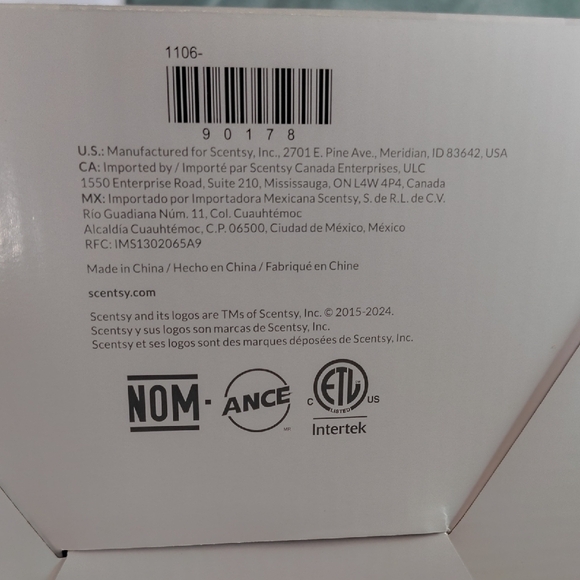 1106-
90178
U.S.: Manufactured for Scentsy, Inc., 2701 E. Pine Ave., Meridian, ID 83642, USA
CA: Imported by / Importé par Scentsy Canada Enterprises, ULC
1550 Enterprise Road, Suite 210, Mississauga, ON L4W 4P4, Canada
MX: Importado por Importadora Mexicana Scentsy, S. de R.L. de C.V.
Río Guadiana Núm. 11, Col. Cuauhtémoc
Alcaldía Cuauhtémoc, C.P. 06500, Ciudad de México, México
RFC: IMS1302065A9
Made in China / Hecho en China / Fabriqué en Chine
scentsy.com
Scentsy and its logos are TMs of Scentsy, Inc. © 2015-2024.
Scentsy y sus logos son marcas de Scentsy, Inc.
Scentsy et ses logos sont des marques déposées de Scentsy, Inc.
NOM - ANCE C ETL US
LISTED
Intertek